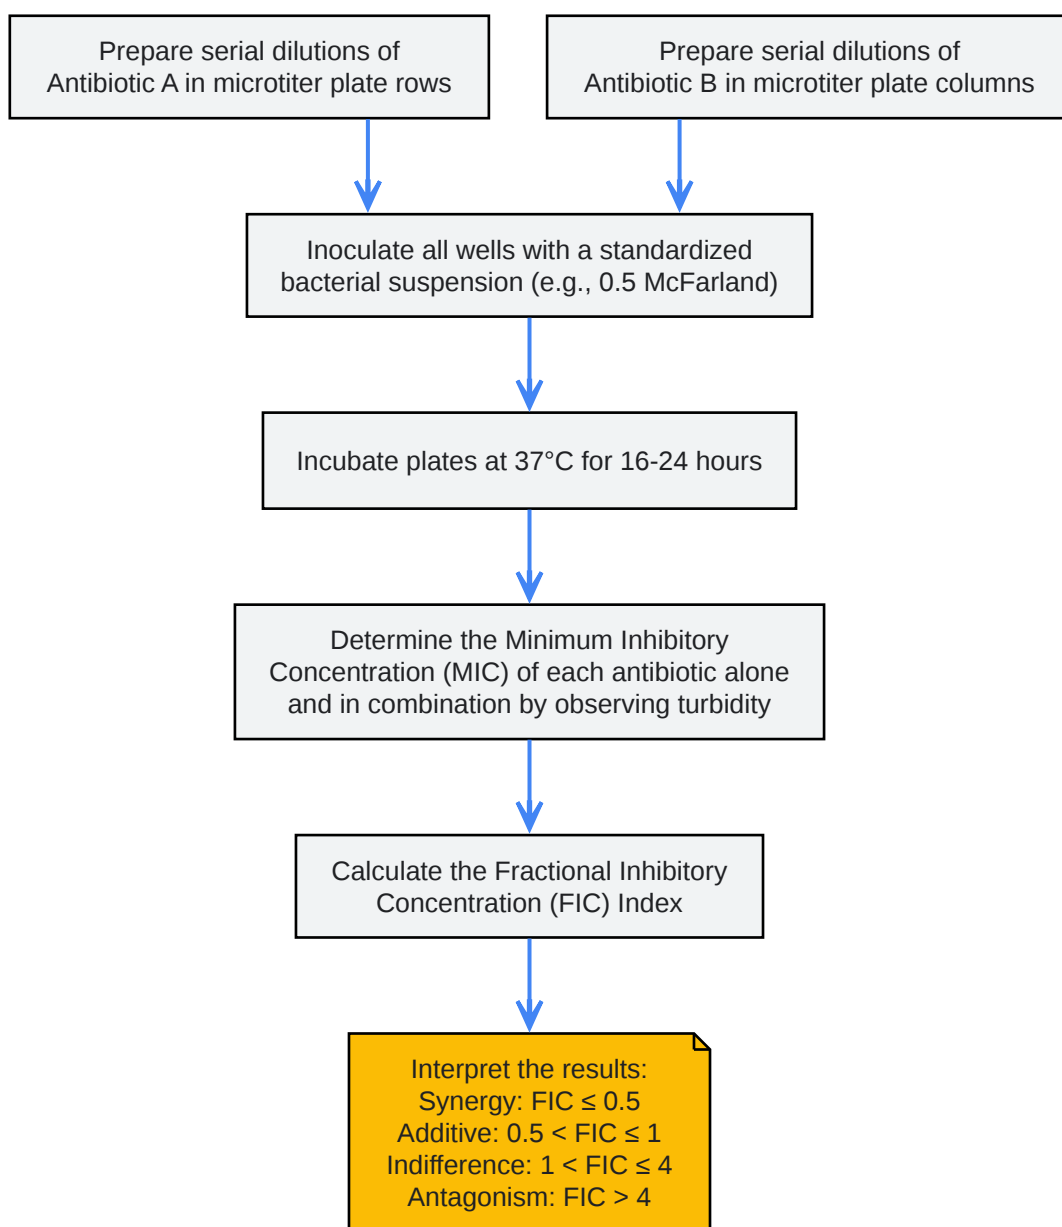 Prepare serial dilutions of
Antibiotic A in microtiter plate rows
Prepare serial dilutions of
Antibiotic B in microtiter plate columns
Inoculate all wells with a standardized
bacterial suspension (e.g., 0.5 McFarland)
Incubate plates at 37°C for 16-24 hours
Determine the Minimum Inhibitory
Concentration (MIC) of each antibiotic alone
and in combination by observing turbidity
Calculate the Fractional Inhibitory
Concentration (FIC) Index
Interpret the results:
Synergy: FIC ≤ 0.5
Additive: 0.5 < FIC ≤ 1
Indifference: 1 < FIC ≤ 4
Antagonism: FIC > 4